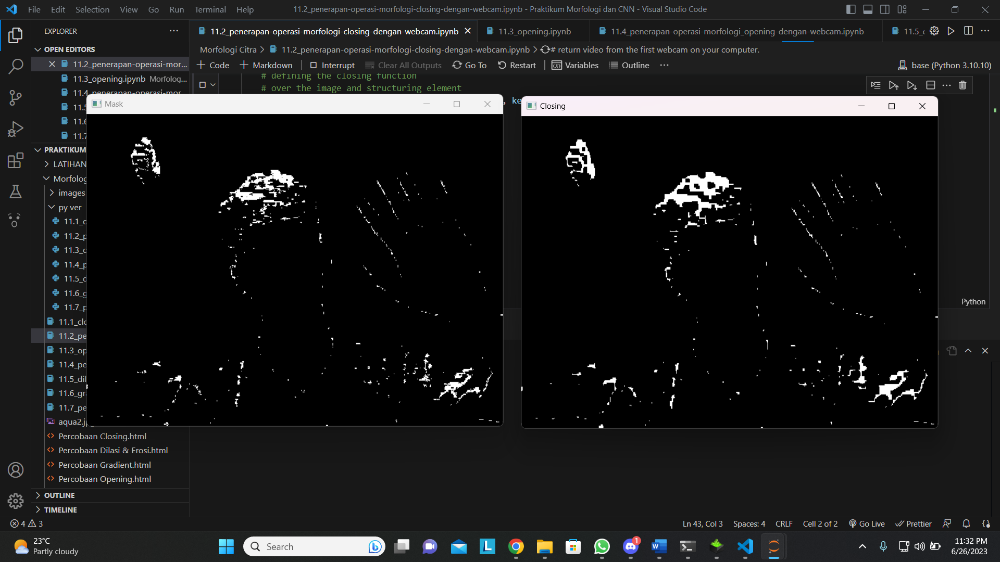 File Edit Selection View Go Run Terminal Help
11.2_penerapan-operasi-morfologi-closing-dengan-webcam.ipynb - Praktikum Morfologi dan CNN - Visual Studio Code
EXPLORER
11.2_penerapan-operasi-morfologi-closing-dengan-webcam.ipynb
11.3_opening.ipynb
11.4_penerapan-operasi-morfologi_opening-dengan-webcam.ipynb
11.5_
Morfologi Citra > 11.2_penerapan-operasi-morfologi-closing-dengan-webcam.ipynb > # return video from the first webcam on your computer.
+ Code + Markdown Interrupt Clear All Outputs Go To Restart Variables Outline ...
base (Python 3.10.10)
OPEN EDITORS
11.2_penerapan-operasi-mor...
11.3_opening.ipynb Morfolog...
11.4_penerapan-operasi-mor
11.5
11.6
11.7
# defining the closing function
# over the image and structuring element
, ke
Mask
Closing
PRAKTIKUM
LATIHAN
Morfolog
images
py ver
11.1_c
11.2_p
11.3_o
11.4_p
11.5_d
11.6_g
11.7_p
11.1_clo
11.2_pe
11.3_op
11.4_pe
11.5_dil
11.6_gra
11.7_pe
aqua2.j
Percobaan Closing.html
Percobaan Dilasi & Erosi.html
Percobaan Gradient.html
Percobaan Opening.html
OUTLINE
TIMELINE
Python
4 3
Ln 43, Col 3 Spaces: 4 CRLF Cell 2 of 2 Go Live Prettier
23°C
Partly cloudy
Search
1
11:32 PM
6/26/2023